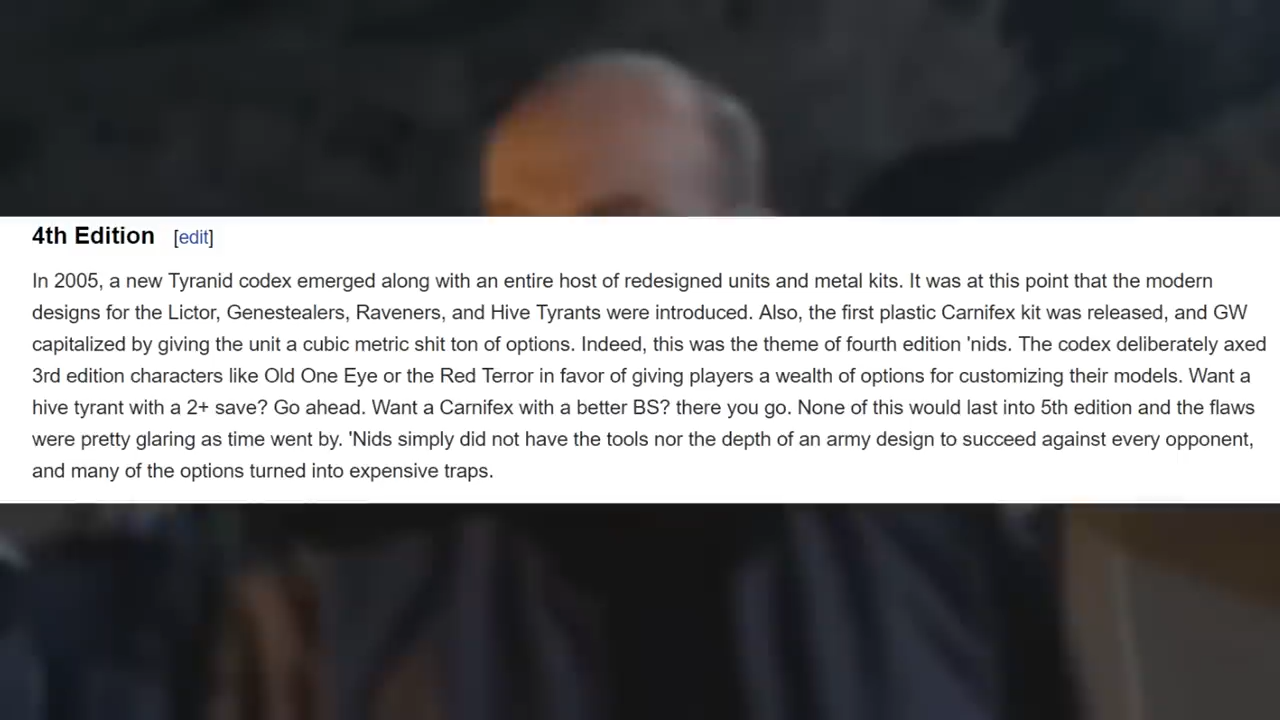 4th Edition [edit]
In 2005, a new Tyranid codex emerged along with an entire host of redesigned units and metal kits. It was at this point that the modern
designs for the Lictor, Genestealers, Raveners, and Hive Tyrants were introduced. Also, the first plastic Carnifex kit was released, and GW
capitalized by giving the unit a cubic metric shit ton of options. Indeed, this was the theme of fourth edition 'nids. The codex deliberately axed
3rd edition characters like Old One Eye or the Red Terror in favor of giving players a wealth of options for customizing their models. Want a
hive tyrant with a 2+ save? Go ahead. Want a Carnifex with a better BS? there you go. None of this would last into 5th edition and the flaws
were pretty glaring as time went by. 'Nids simply did not have the tools nor the depth of an army design to succeed against every opponent,
and many of the options turned into expensive traps.